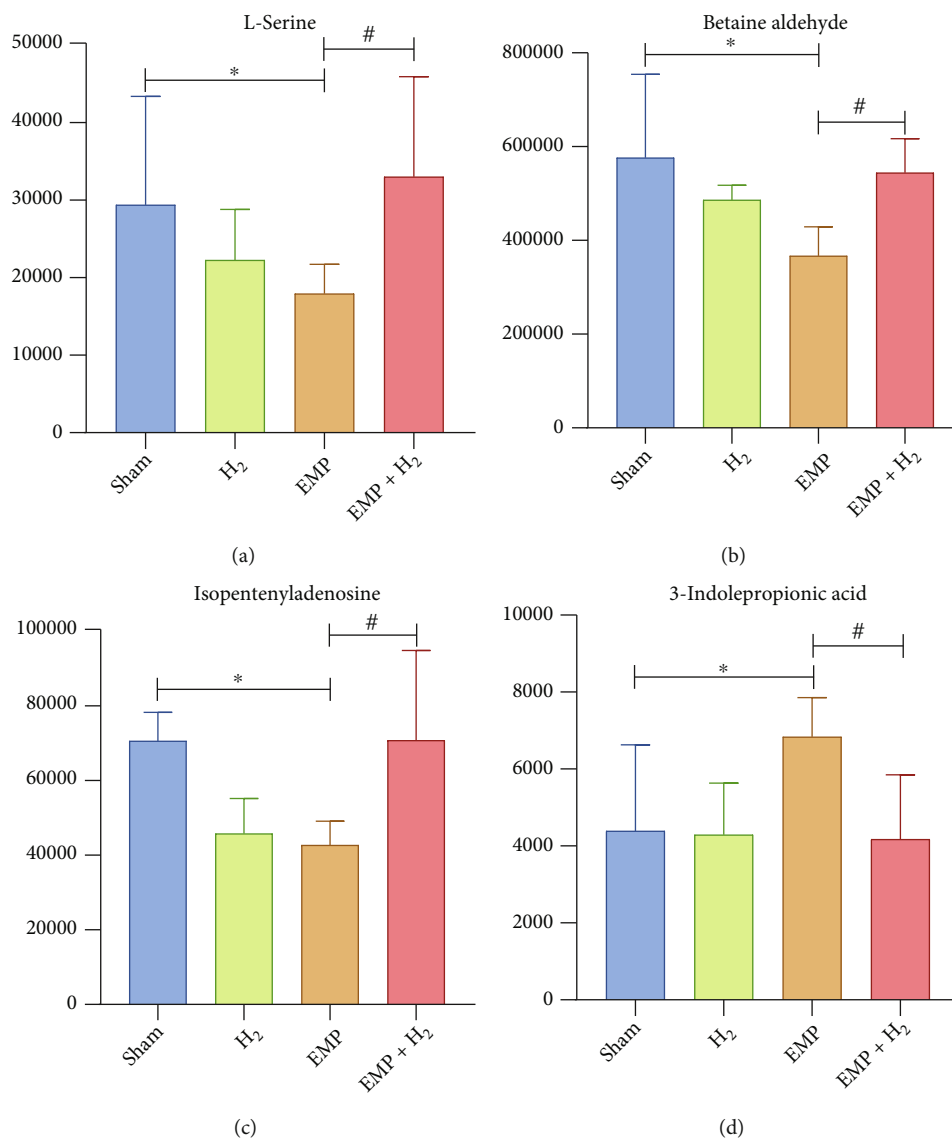 L-Serine
50000
40000
30000
20000
10000
0
*
#
Sham
H₂
EMP
EMP + H₂
(a)
Betaine aldehyde
800000
600000
400000
200000
0
*
#
Sham
H₂
EMP
EMP + H₂
(b)
Isopentenyladenosine
100000
80000
60000
40000
20000
0
*
#
Sham
H₂
EMP
EMP + H₂
(c)
3-Indolepropionic acid
10000
8000
6000
4000
2000
0
*
#
Sham
H₂
EMP
EMP + H₂
(d)